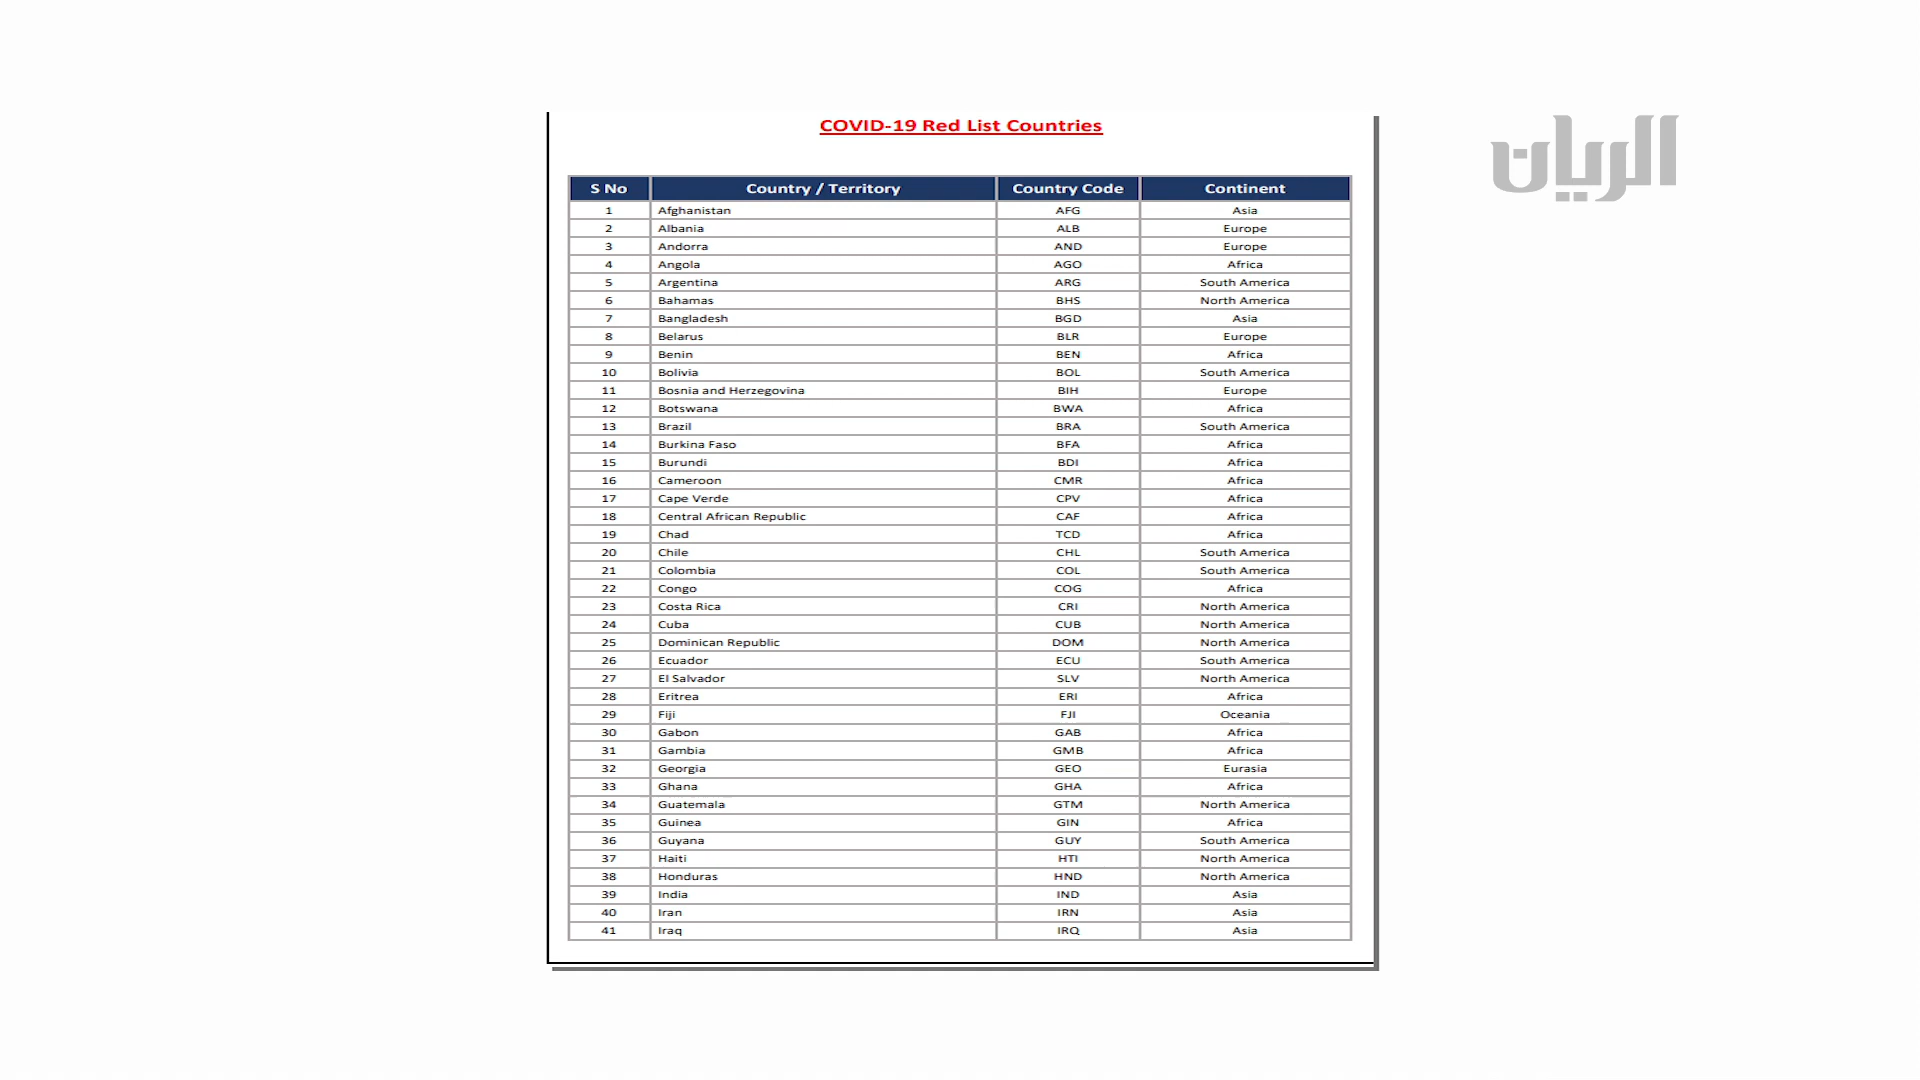 COVID-19 Red List Countries
الريان
S No Country / Territory Country Code Continent
1 Afghanistan AFG Asia
2 Albania ALB Europe
3 Andorra AND Europe
4 Angola AGO Africa
5 Argentina ARG South America
6 Bahamas BHS North America
7 Bangladesh BGD Asia
8 Belarus BLR Europe
9 Benin BEN Africa
10 Bolivia BOL South America
11 Bosnia and Herzegovina BIH Europe
12 Botswana BWA Africa
13 Brazil BRA South America
14 Burkina Faso BFA Africa
15 Burundi BDI Africa
16 Cameroon CMR Africa
17 Cape Verde CPV Africa
18 Central African Republic CAF Africa
19 Chad TCD Africa
20 Chile CHL South America
21 Colombia COL South America
22 Congo COG Africa
23 Costa Rica CRI North America
24 Cuba CUB North America
25 Dominican Republic DOM North America
26 Ecuador ECU South America
27 El Salvador SLV North America
28 Eritrea ERI Africa
29 Fiji FJI Oceania
30 Gabon GAB Africa
31 Gambia GMB Africa
32 Georgia GEO Eurasia
33 Ghana GHA Africa
34 Guatemala GTM North America
35 Guinea GIN Africa
36 Guyana GUY South America
37 Haiti HTI North America
38 Honduras HND North America
39 India IND Asia
40 Iran IRN Asia
41 Iraq IRQ Asia